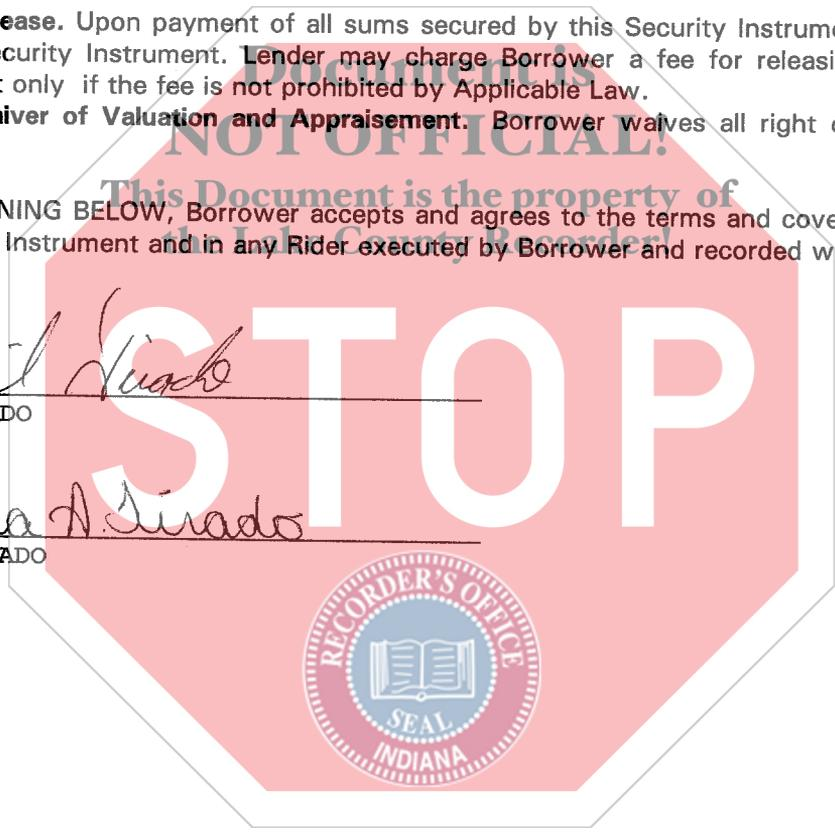 ease. Upon payment of all sums secured by this Security Instrume
curity Instrument. Lender may charge Borrower a fee for releasi
t only if the fee is not prohibited by Applicable Law.
iver of Valuation and Appraisement. Borrower waives all right o
Document is
NOT OFFICIAL!
This Document is the property of
the Lake County Recorder!
NING BELOW, Borrower accepts and agrees to the terms and cove
Instrument and in any Rider executed by Borrower and recorded w
STOP
Tirado
DO
a A. Tirado
ADO
RECORDER'S OFFICE
SEAL
INDIANA